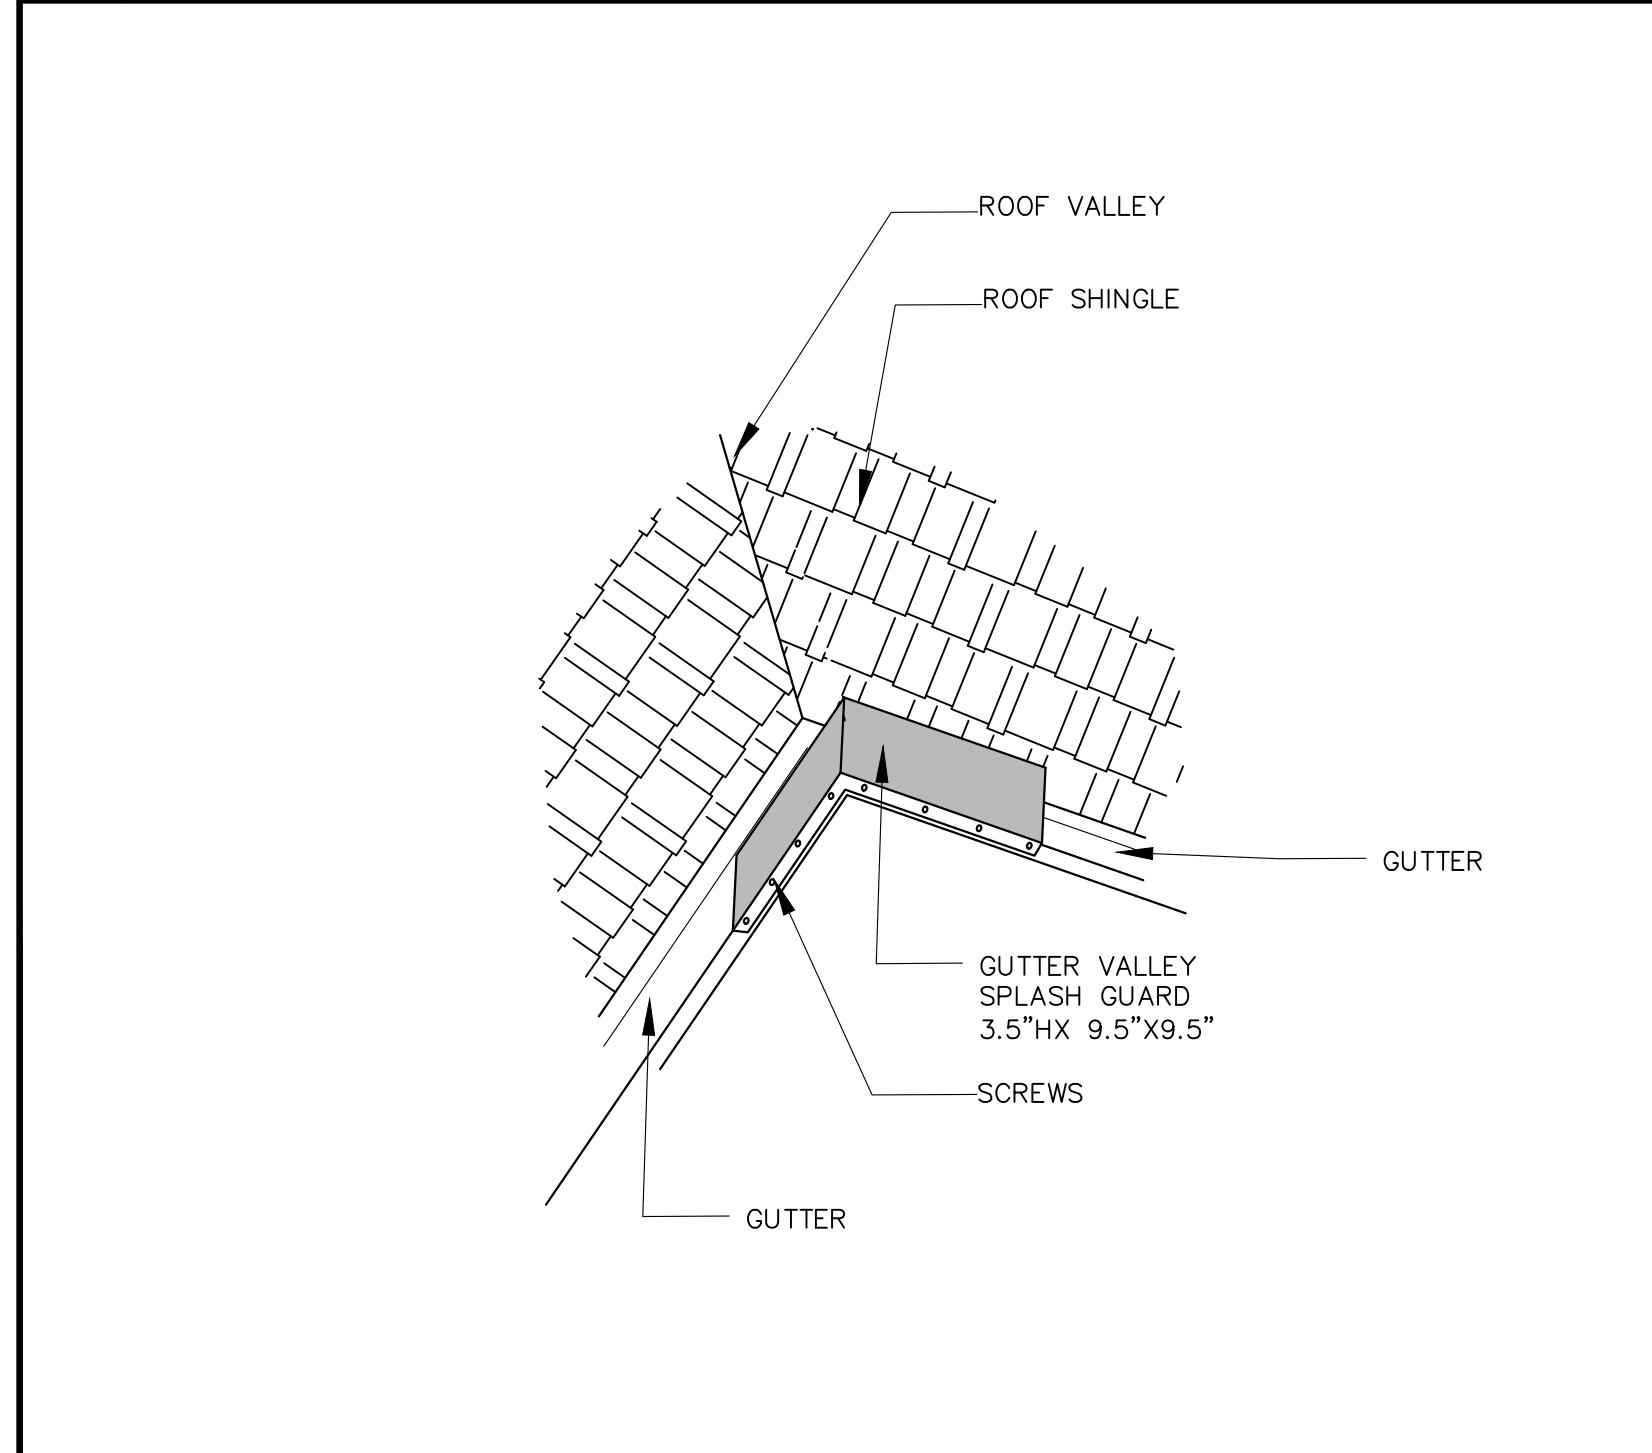 ROOF VALLEY
ROOF SHINGLE
GUTTER
GUTTER VALLEY
SPLASH GUARD
3.5”HX 9.5”X9.5”
SCREWS
GUTTER